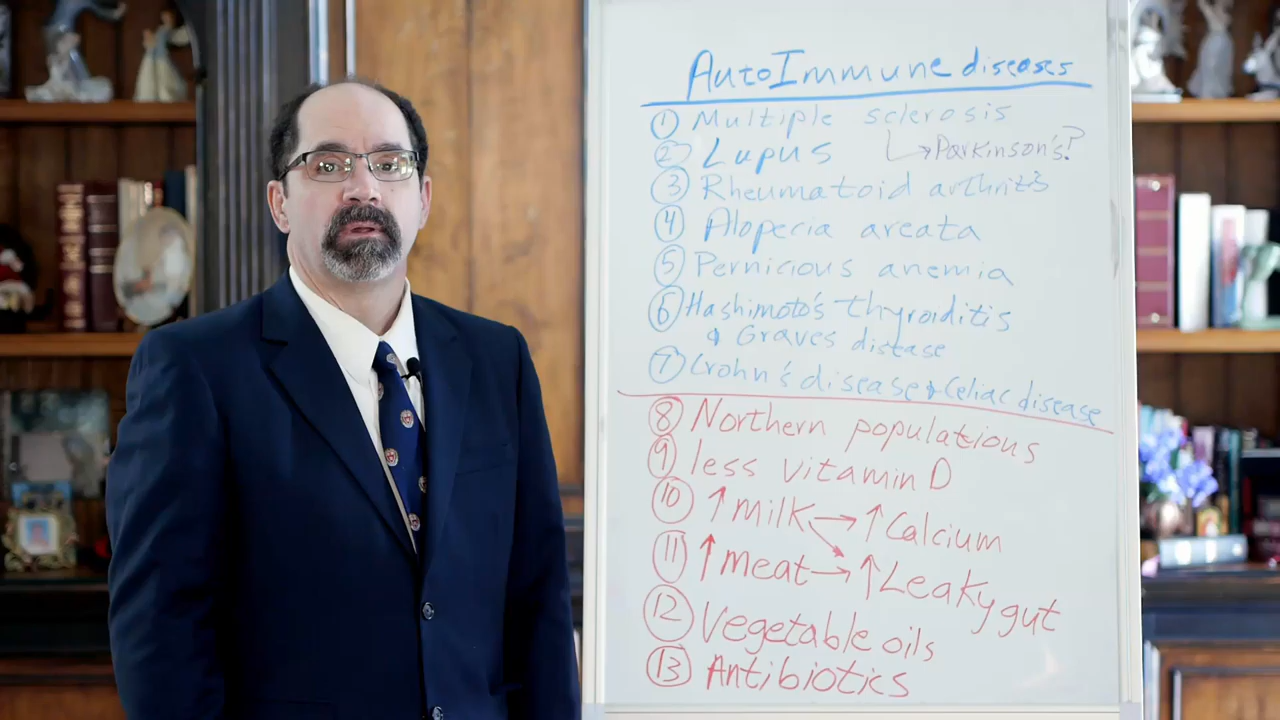 AutoImmune diseases
① Multiple sclerosis
② Lupus ↳ Parkinson's?
③ Rheumatoid arthritis
④ Alopecia areata
⑤ Pernicious anemia
⑥ Hashimoto's thyroiditis
& Graves disease
⑦ Crohn's disease & Celiac disease
⑧ Northern populations
⑨ less vitamin D
⑩ ↑ milk → ↑ Calcium
⑪ ↑ meat → ↑ Leaky gut
⑫ Vegetable oils
⑬ Antibiotics